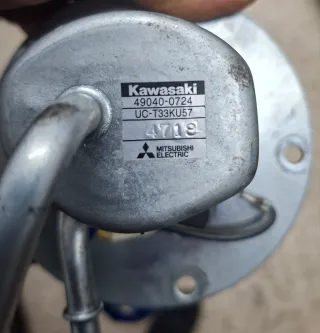 Kawasaki
49040-0724
UC-T33KU57
4719
MITSUBISHI
ELECTRIC